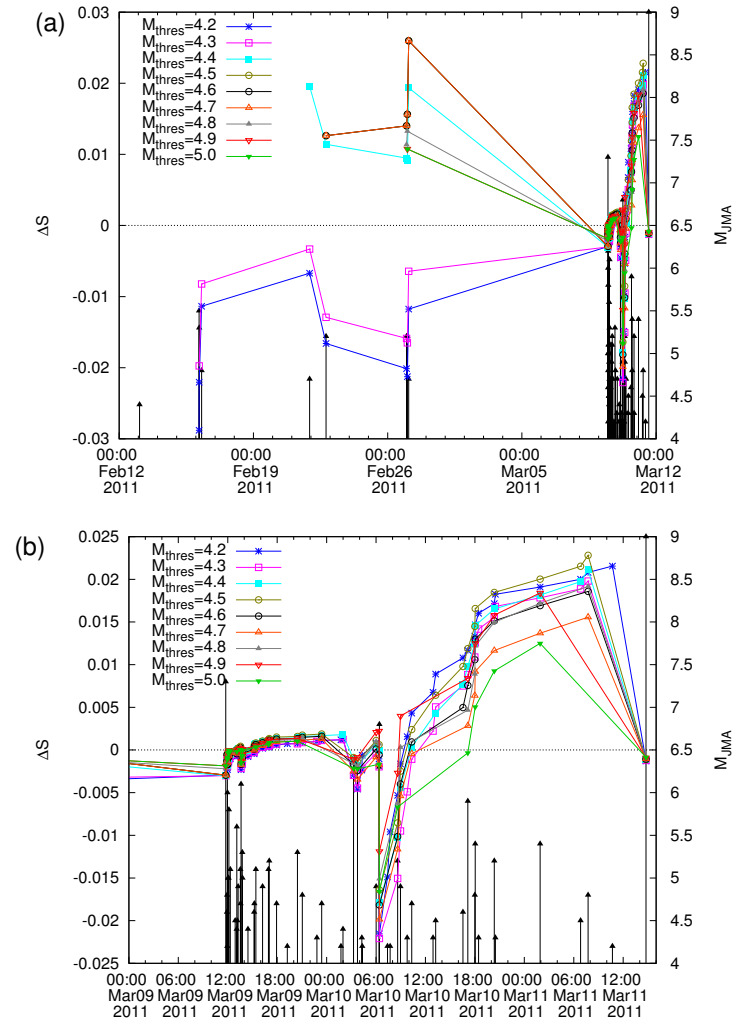 (a)
M_thres=4.2
M_thres=4.3
M_thres=4.4
M_thres=4.5
M_thres=4.6
M_thres=4.7
M_thres=4.8
M_thres=4.9
M_thres=5.0
0.03
0.02
0.01
0
-0.01
-0.02
-0.03
ΔS
9
8.5
8
7.5
7
6.5
6
5.5
5
4.5
4
M_JMA
00:00 00:00 00:00 00:00 00:00
Feb12 Feb19 Feb26 Mar05 Mar12
2011 2011 2011 2011 2011
(b)
M_thres=4.2
M_thres=4.3
M_thres=4.4
M_thres=4.5
M_thres=4.6
M_thres=4.7
M_thres=4.8
M_thres=4.9
M_thres=5.0
0.025
0.02
0.015
0.01
0.005
0
-0.005
-0.01
-0.015
-0.02
-0.025
ΔS
9
8.5
8
7.5
7
6.5
6
5.5
5
4.5
4
M_JMA
00:00 06:00 12:00 18:00 00:00 06:00 12:00 18:00 00:00 06:00 12:00
Mar09 Mar09 Mar09 Mar09 Mar10 Mar10 Mar10 Mar10 Mar11 Mar11 Mar11
2011 2011 2011 2011 2011 2011 2011 2011 2011 2011 2011